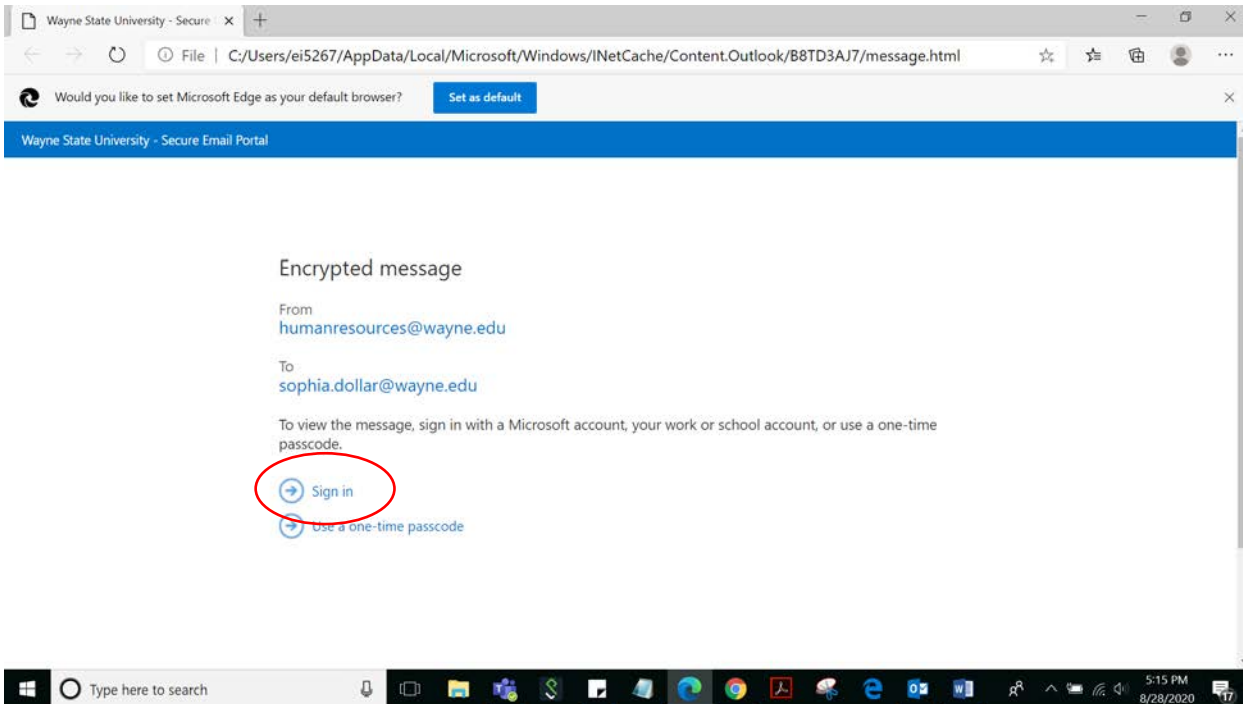 Wayne State University - Secure
File | C:/Users/ei5267/AppData/Local/Microsoft/Windows/INetCache/Content.Outlook/B8TD3AJ7/message.html
Would you like to set Microsoft Edge as your default browser? Set as default
Wayne State University - Secure Email Portal
Encrypted message
From
humanresources@wayne.edu
To
sophia.dollar@wayne.edu
To view the message, sign in with a Microsoft account, your work or school account, or use a one-time
passcode.
Sign in
Use a one-time passcode
Type here to search
5:15 PM
8/28/2020
17